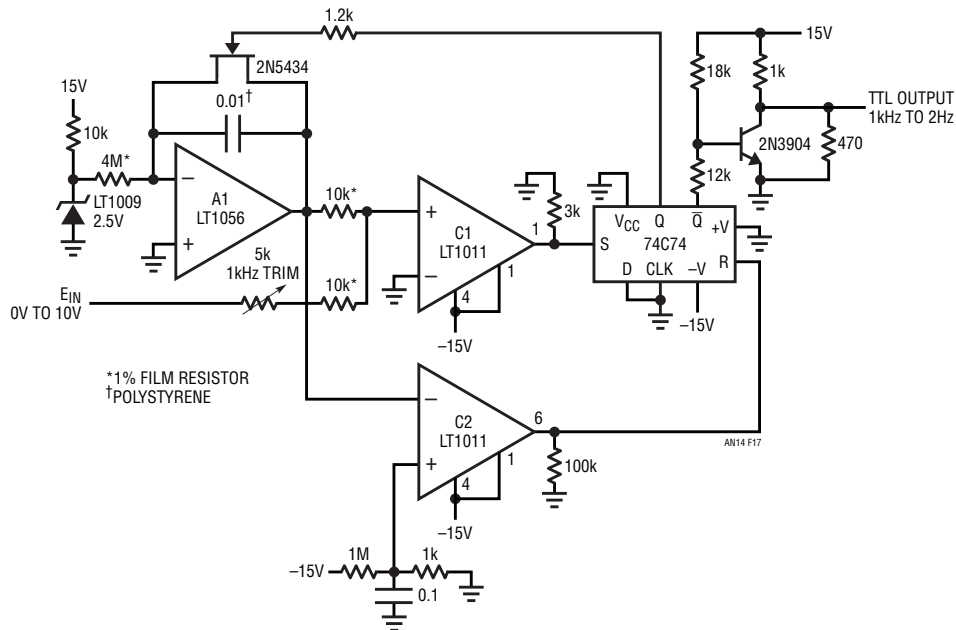 1.2k
2N5434
15V
10k
0.01†
4M*
LT1009
2.5V
−
+
A1
LT1056
10k*
5k
1kHz TRIM
10k*
EIN
0V TO 10V
+
−
C1
LT1011
1
1
4
−15V
3k
15V
18k
1k
TTL OUTPUT
1kHz TO 2Hz
2N3904
470
12k
VCC Q Q̅
+V
74C74
S
R
D CLK −V
−15V
*1% FILM RESISTOR
†POLYSTYRENE
−
+
C2
LT1011
6
1
4
−15V
100k
AN14 F17
−15V
1M
1k
0.1